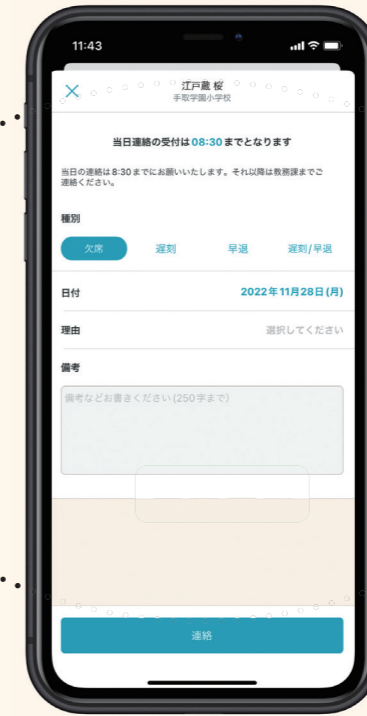 11:43
江戸蔵 桜
手取学園小学校
当日連絡の受付は 08:30 までとなります
当日の連絡は8:30までにお願いいたします。それ以降は教務課までご
連絡ください。
種別
欠席 遅刻 早退 遅刻/早退
日付 2022年11月28日(月)
理由 選択してください
備考
備考などお書きください(250字まで)
連絡